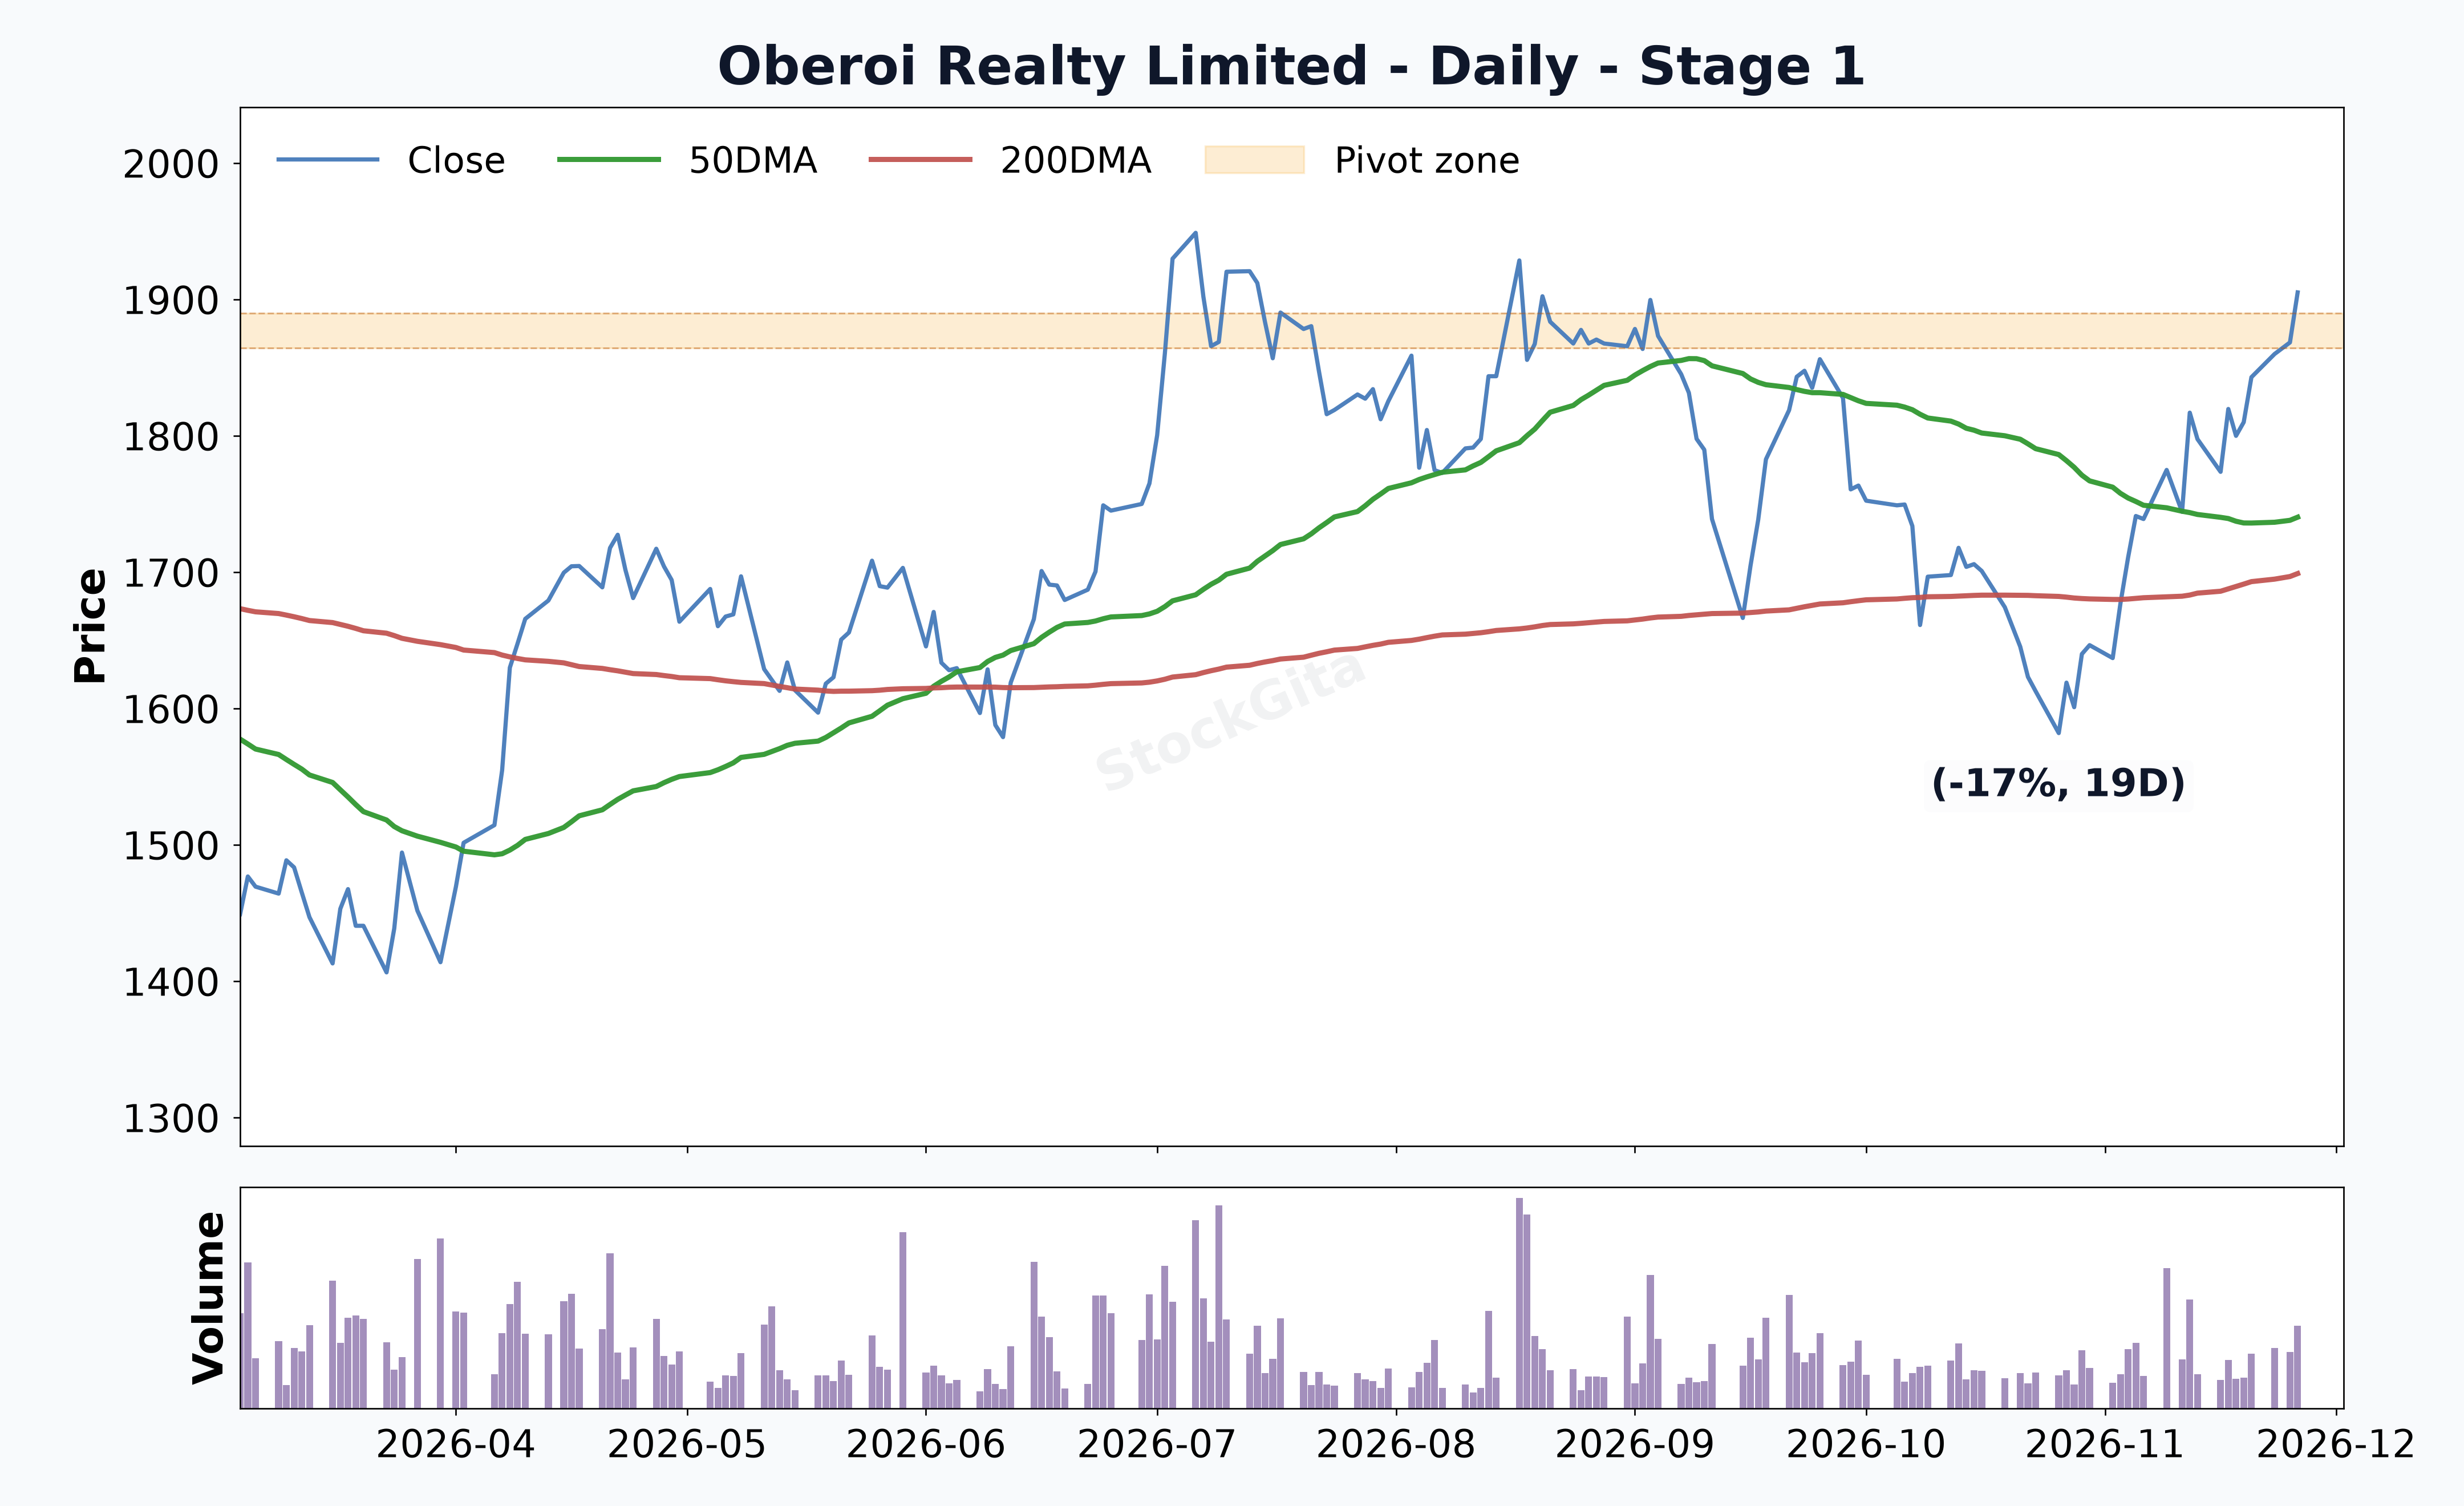 Oberoi Realty Limited - Daily - Stage 1
Close 50DMA 200DMA Pivot zone
2000
1900
1800
1700
1600
1500
1400
1300
Price
StockGita
(-17%, 19D)
Volume
2026-04 2026-05 2026-06 2026-07 2026-08 2026-09 2026-10 2026-11 2026-12